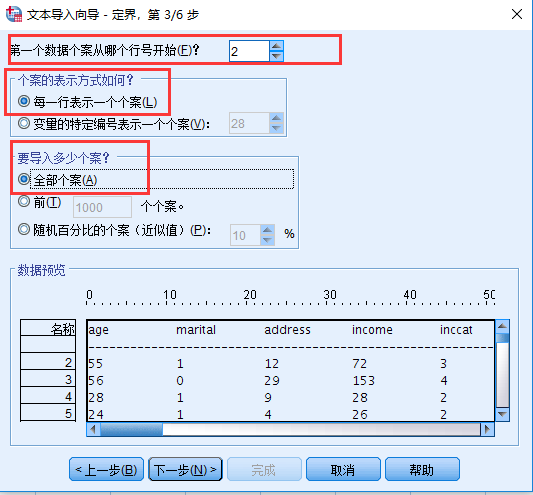 文本导入向导 - 定界，第 3/6 步
第一个数据个案从哪个行号开始(F)? 2
个案的表示方式如何?
每一行表示一个个案(L)
变量的特定编号表示一个个案(V): 28
要导入多少个案?
全部个案(A)
前(T) 1000 个个案。
随机百分比的个案（近似值）(P): 10 %
数据预览
0 10 20 30 40 50
名称 age marital address income inccat
2 55 1 12 72 3
3 56 0 29 153 4
4 28 1 9 28 2
5 24 1 4 26 2
< 上一步(B) 下一步(N) > 完成 取消 帮助